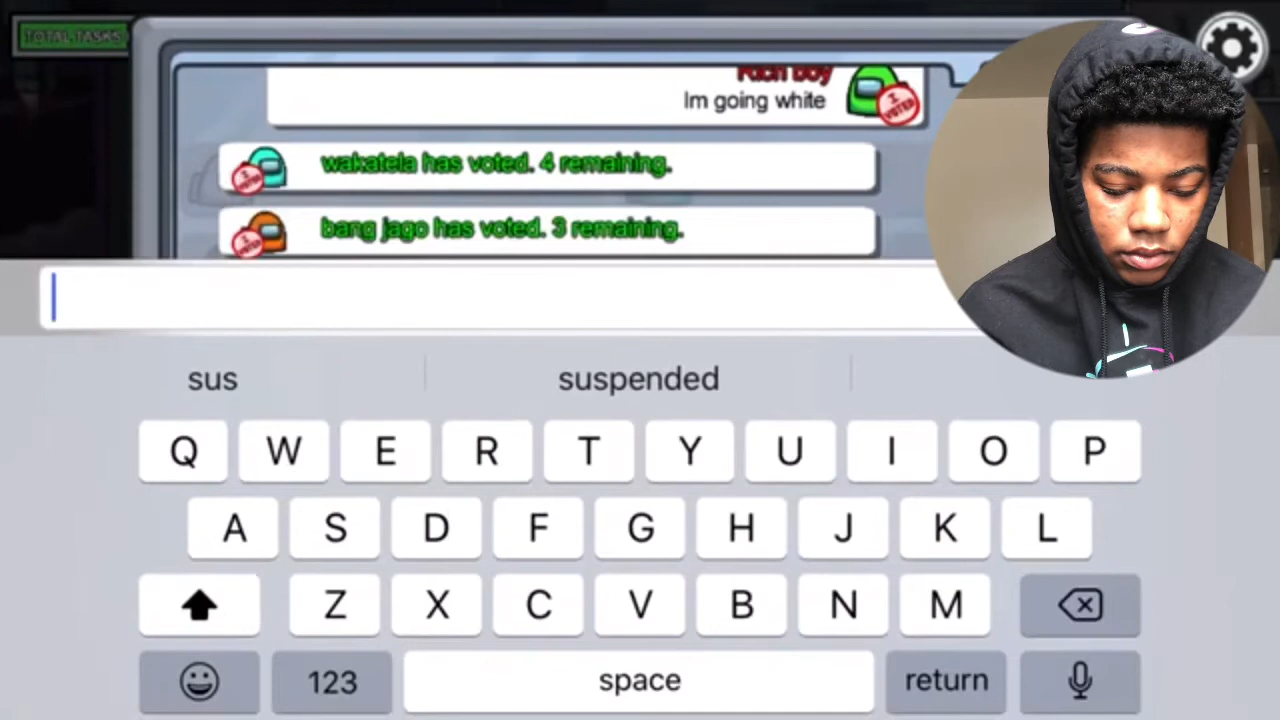 TOTAL TASKS
Rich boy
Im going white
I VOTED
wakatela has voted. 4 remaining.
bang jago has voted. 3 remaining.
sus suspended
Q W E R T Y U I O P
A S D F G H J K L
Z X C V B N M
123 space return